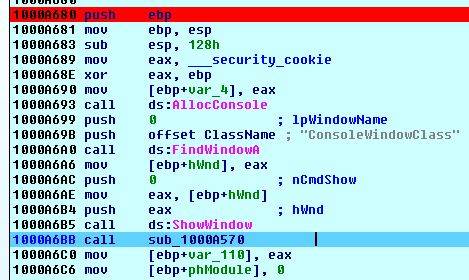 1000A680 push ebp
1000A681 mov ebp, esp
1000A683 sub esp, 128h
1000A689 mov eax, ___security_cookie
1000A68E xor eax, ebp
1000A690 mov [ebp+var_4], eax
1000A693 call ds:AllocConsole
1000A699 push 0 ; lpWindowName
1000A69B push offset ClassName ; "ConsoleWindowClass"
1000A6A0 call ds:FindWindowA
1000A6A6 mov [ebp+hWnd], eax
1000A6AC push 0 ; nCmdShow
1000A6AE mov eax, [ebp+hWnd]
1000A6B4 push eax ; hWnd
1000A6B5 call ds:ShowWindow
1000A6BB call sub_1000A570
1000A6C0 mov [ebp+var_110], eax
1000A6C6 mov [ebp+phModule], 0